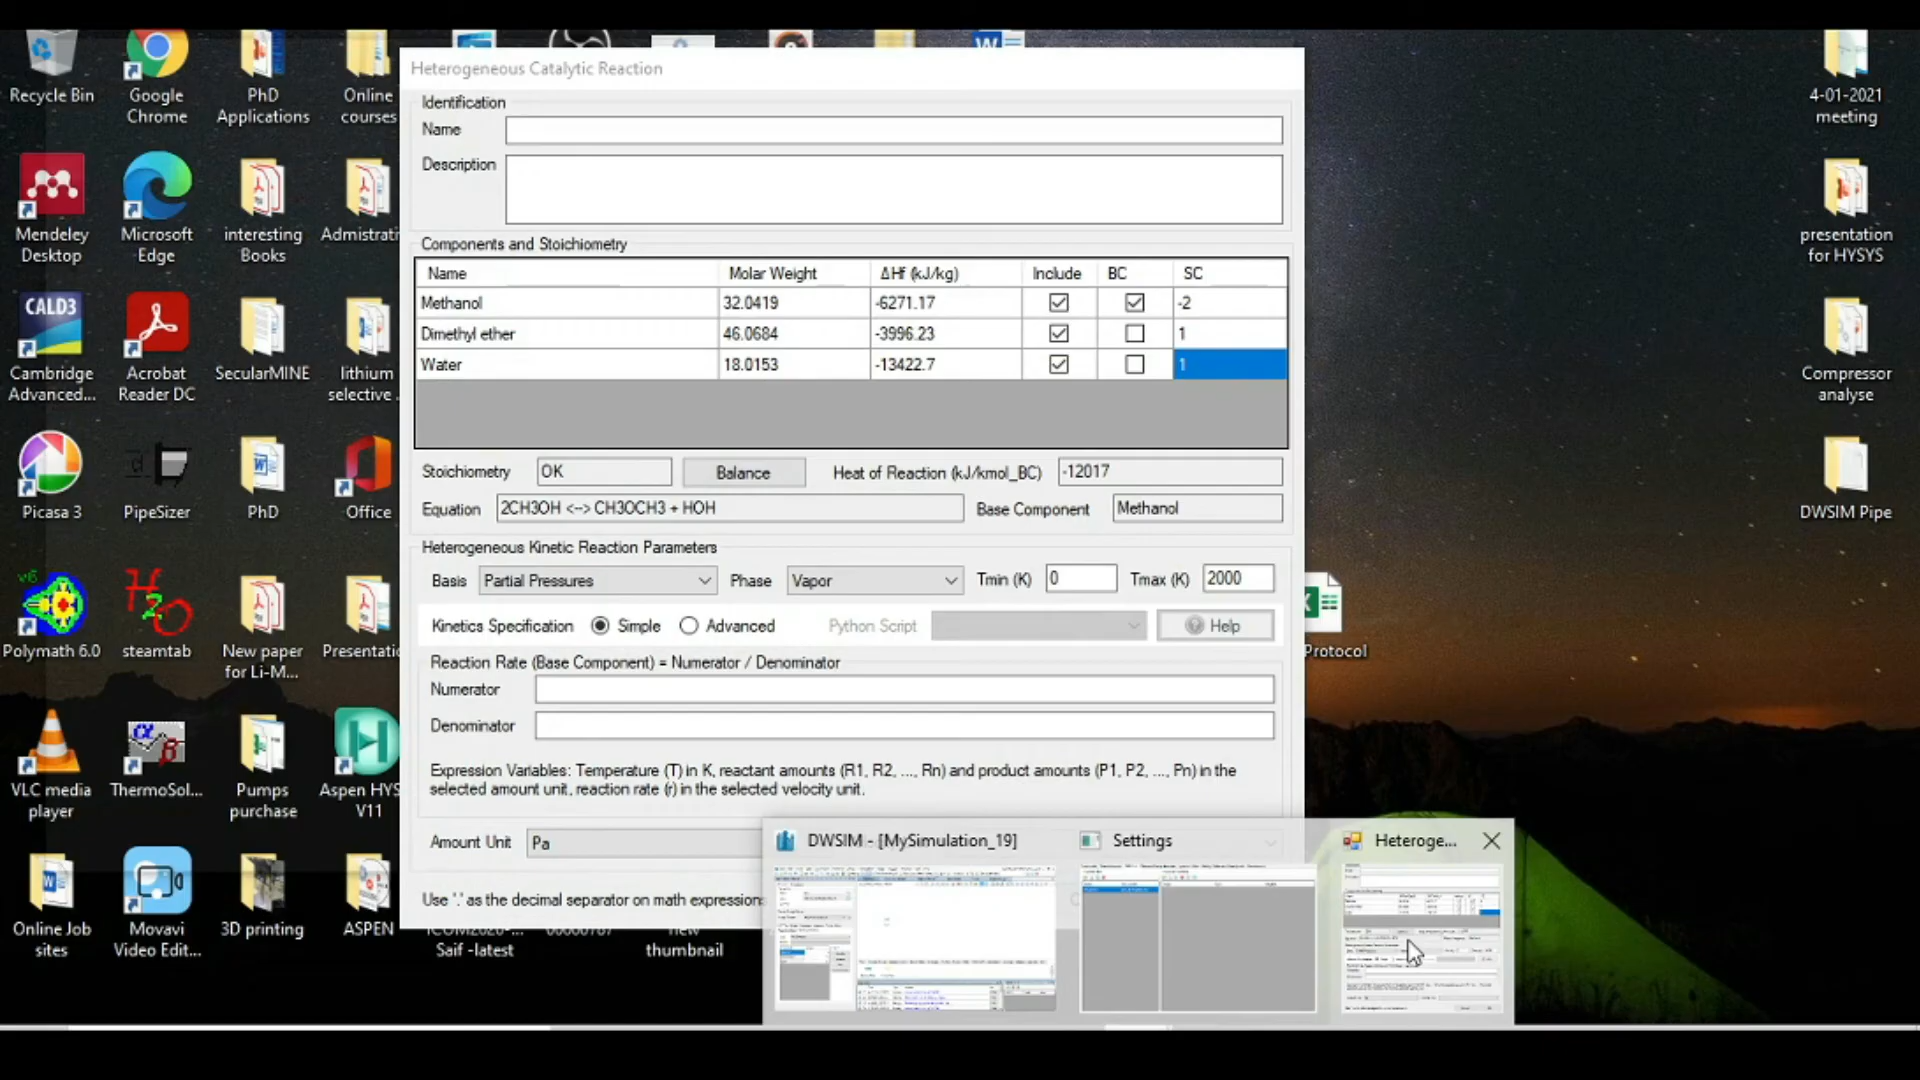 Recycle Bin
Google
Chrome
PhD
Applications
Online
courses
4-01-2021
meeting
Mendeley
Desktop
Microsoft
Edge
interesting
Books
Admistrati
presentation
for HYSYS
CALD3
Cambridge
Advanced...
Acrobat
Reader DC
SecularMINE
lithium
selective .
Compressor
analyse
Picasa 3
PipeSizer
PhD
Office
DWSIM Pipe
v6
Polymath 6.0
H2O
steamtab
New paper
for Li-M...
Presentatio
Protocol
VLC media
player
ThermoSol...
Pumps
purchase
Aspen HYS
V11
Online Job
sites
Movavi
Video Edit...
3D printing
ASPEN
Saif -latest
new
thumbnail
Heterogeneous Catalytic Reaction
Identification
Name
Description
Components and Stoichiometry
Name Molar Weight ΔHf (kJ/kg) Include BC SC
Methanol 32.0419 -6271.17 -2
Dimethyl ether 46.0684 -3996.23 1
Water 18.0153 -13422.7 1
Stoichiometry OK Balance Heat of Reaction (kJ/kmol_BC) -12017
Equation 2CH3OH <--> CH3OCH3 + HOH Base Component Methanol
Heterogeneous Kinetic Reaction Parameters
Basis Partial Pressures Phase Vapor Tmin (K) 0 Tmax (K) 2000
Kinetics Specification Simple Advanced Python Script Help
Reaction Rate (Base Component) = Numerator / Denominator
Numerator
Denominator
Expression Variables: Temperature (T) in K, reactant amounts (R1, R2, ..., Rn) and product amounts (P1, P2, ..., Pn) in the
selected amount unit, reaction rate (r) in the selected velocity unit.
Amount Unit Pa
Use '.' as the decimal separator on math expressions
DWSIM - [MySimulation_19]
Settings
Heteroge...